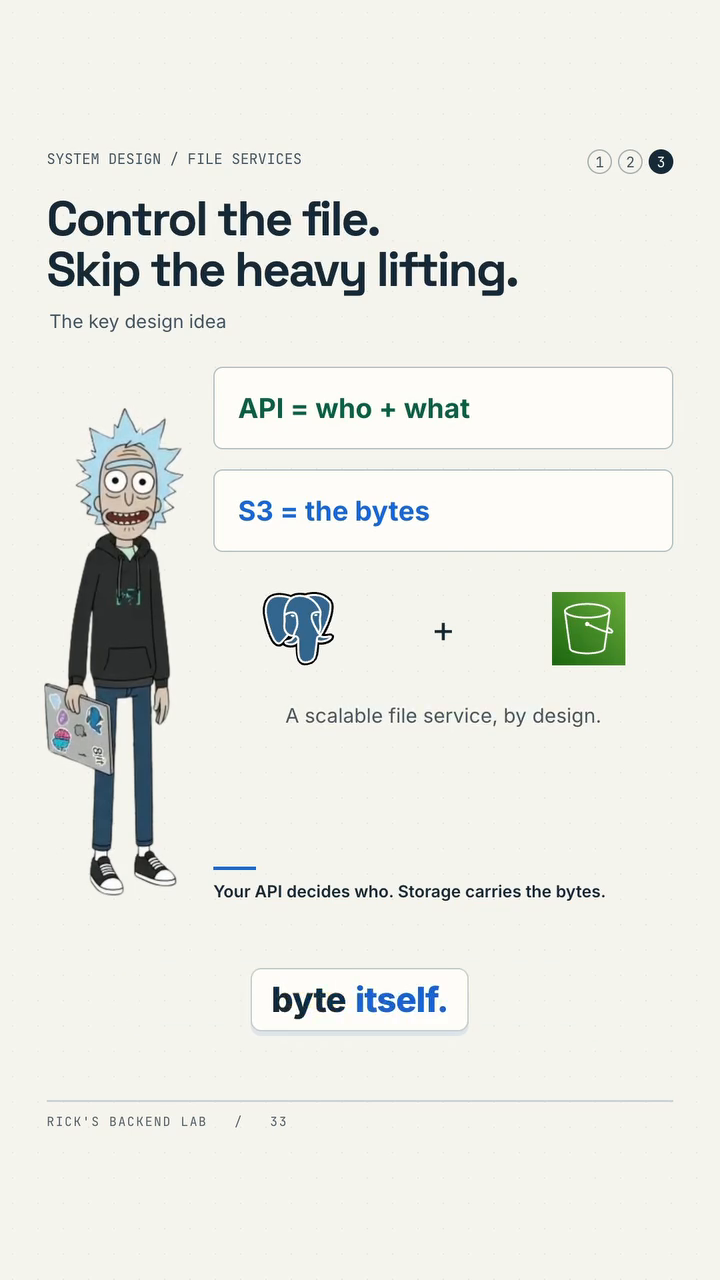 SYSTEM DESIGN / FILE SERVICES
1 2 3
Control the file.
Skip the heavy lifting.
The key design idea
API = who + what
S3 = the bytes
+
A scalable file service, by design.
Your API decides who. Storage carries the bytes.
byte itself.
RICK'S BACKEND LAB / 33